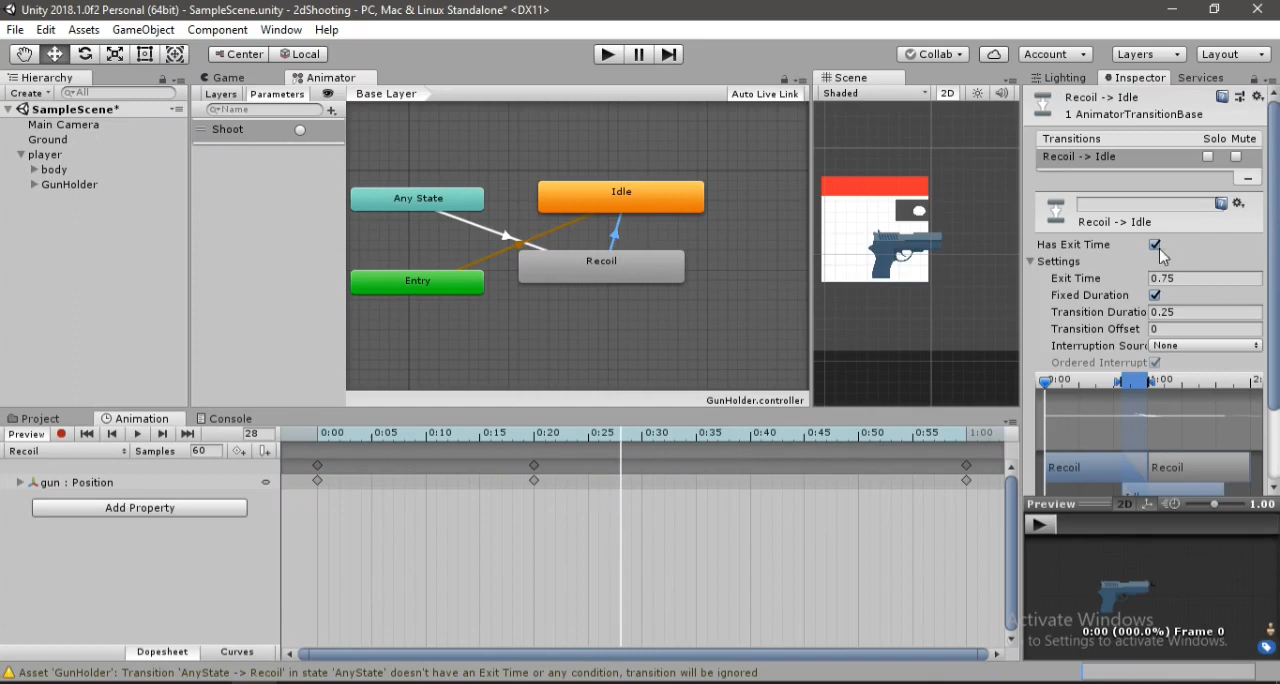 Unity 2018.1.0f2 Personal (64bit) - SampleScene.unity - 2dShooting - PC, Mac & Linux Standalone* <DX11>
File Edit Assets GameObject Component Window Help
Center Local Collab Account Layers Layout
Hierarchy Game Animator Scene Lighting Inspector Services
Create All Layers Parameters Base Layer Auto Live Link Shaded 2D Recoil -> Idle
SampleScene* Name 1 AnimatorTransitionBase
Main Camera Shoot
Ground Transitions Solo Mute
player Recoil -> Idle
body
GunHolder
Any State Idle
Recoil -> Idle
Recoil Has Exit Time
Entry Settings
Exit Time 0.75
Fixed Duration
Transition Duratio 0.25
Transition Offset 0
Interruption Sourc None
Ordered Interrupt
0:00 1:00 2:
GunHolder.controller
Project Animation Console
Preview 28 0:00 0:05 0:10 0:15 0:20 0:25 0:30 0:35 0:40 0:45 0:50 0:55 1:00
Recoil Samples 60
Recoil Recoil
gun : Position
Idle
Add Property
Preview 2D 1.00
Activate Windows
0:00 (000.0%) Frame 0
to Settings to activate Windows.
Dopesheet Curves
Asset 'GunHolder': Transition 'AnyState -> Recoil' in state 'AnyState' doesn't have an Exit Time or any condition, transition will be ignored